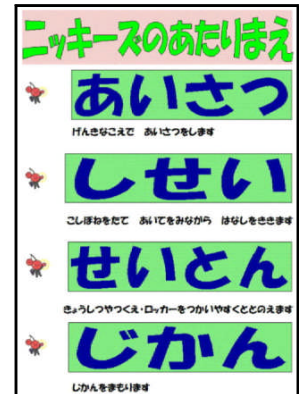 ニッキーズのあたりまえ
あいさつ
げんきなこえで あいさつをします
しせい
こしぼねをたて あいてをみながら はなしをききます
せいとん
きょうしつやつくえ・ロッカーをつかいやすくととのえます
じかん
じかんをまもります